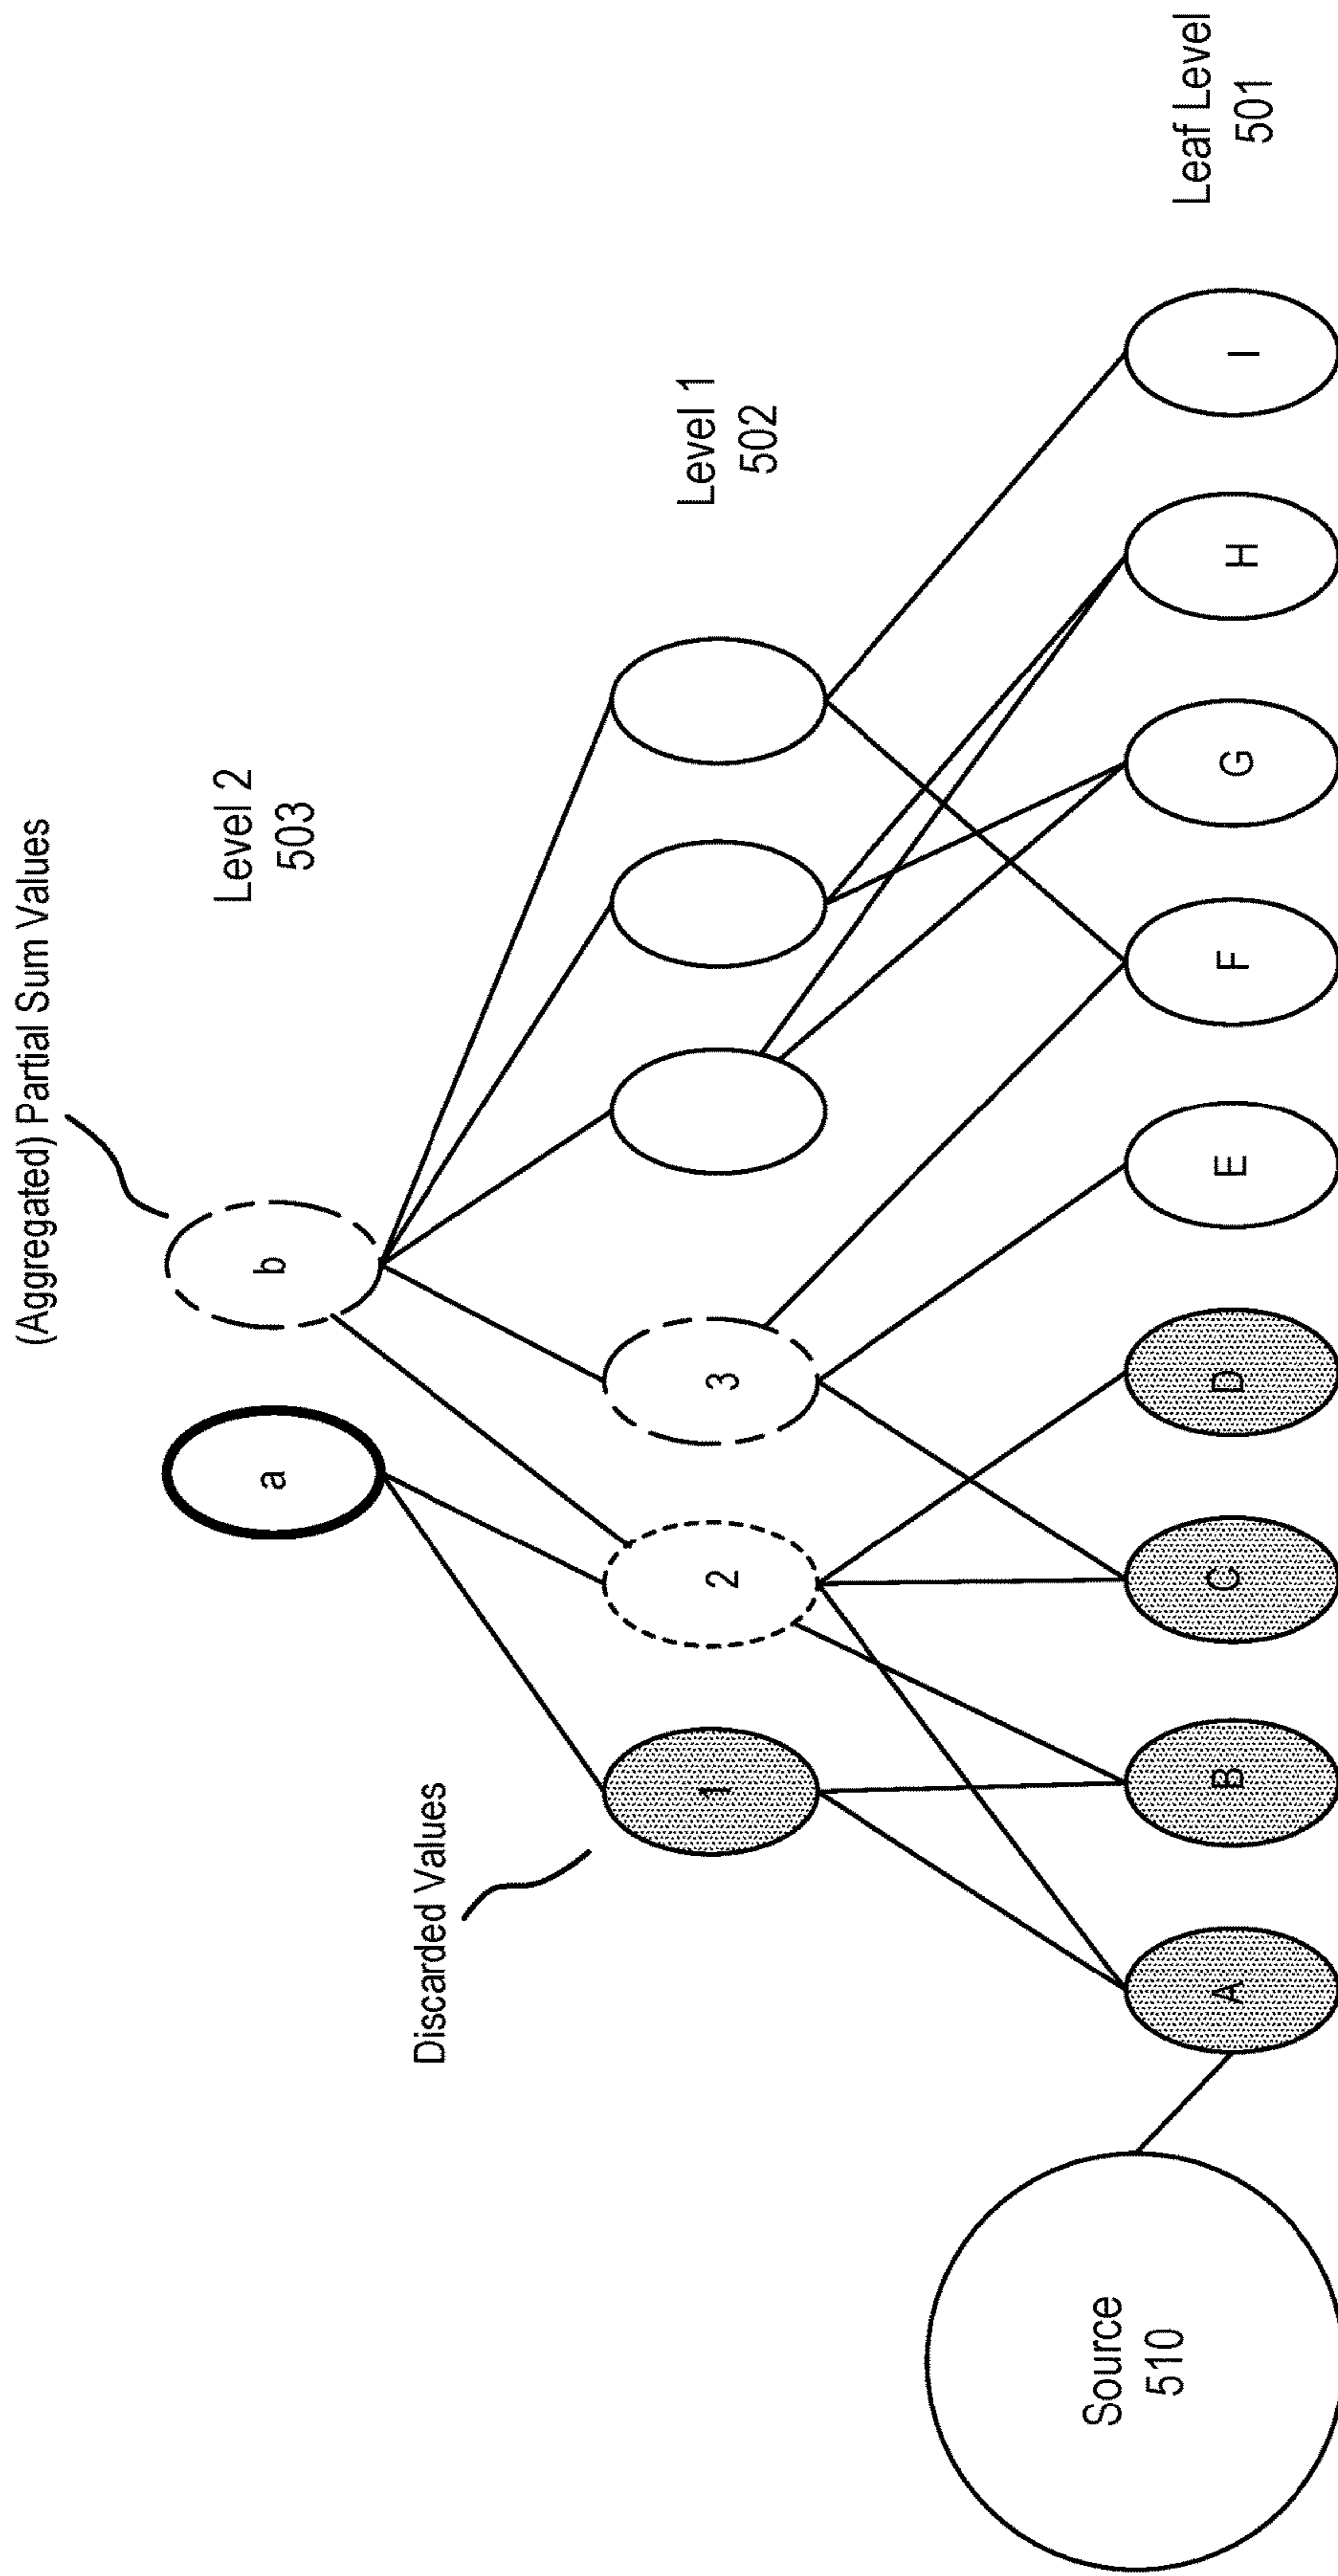 (Aggregated) Partial Sum Values
Level 2
503
a
b
Discarded Values
Level 1
502
1
2
3
Leaf Level
501
Source
510
A
B
C
D
E
F
G
H
I